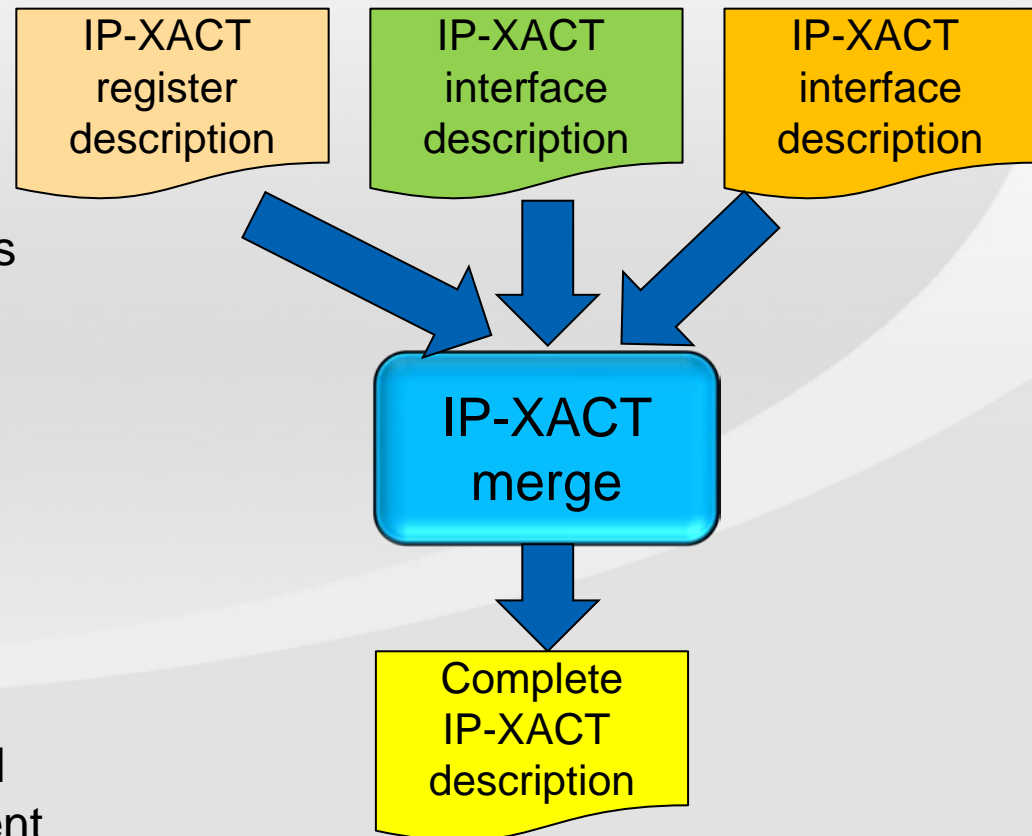 IP-XACT
register
description
IP-XACT
interface
description
IP-XACT
interface
description
IP-XACT
merge
Complete
IP-XACT
description